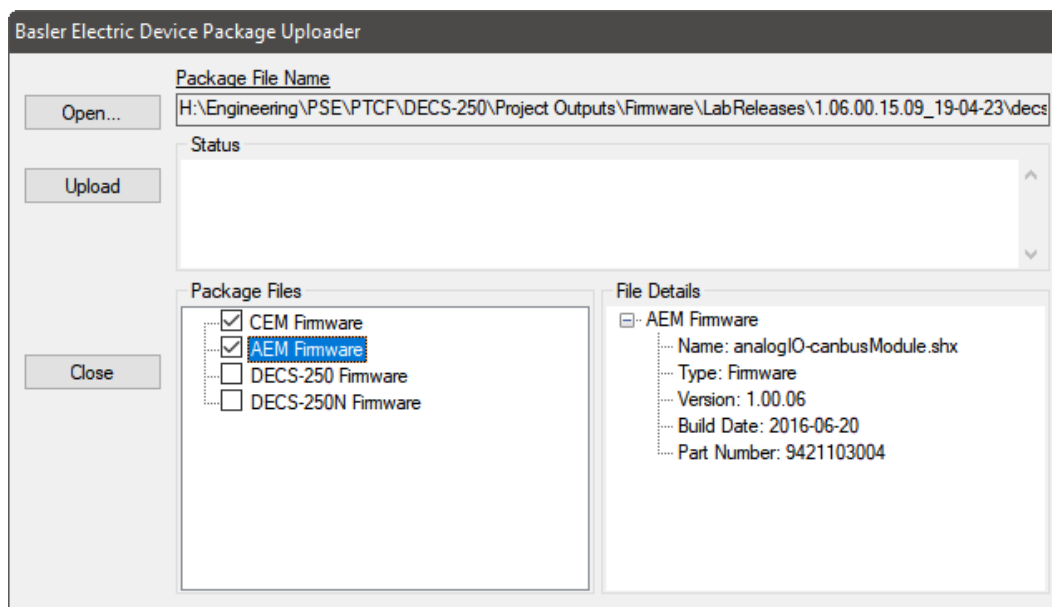 Basler Electric Device Package Uploader
Package File Name
Open...
H:\Engineering\PSE\PTCF\DECS-250\Project Outputs\Firmware\LabReleases\1.06.00.15.09_19-04-23\decs
Status
Upload
Package Files
CEM Firmware
AEM Firmware
DECS-250 Firmware
DECS-250N Firmware
File Details
AEM Firmware
Name: analogIO-canbusModule.shx
Type: Firmware
Version: 1.00.06
Build Date: 2016-06-20
Part Number: 9421103004
Close